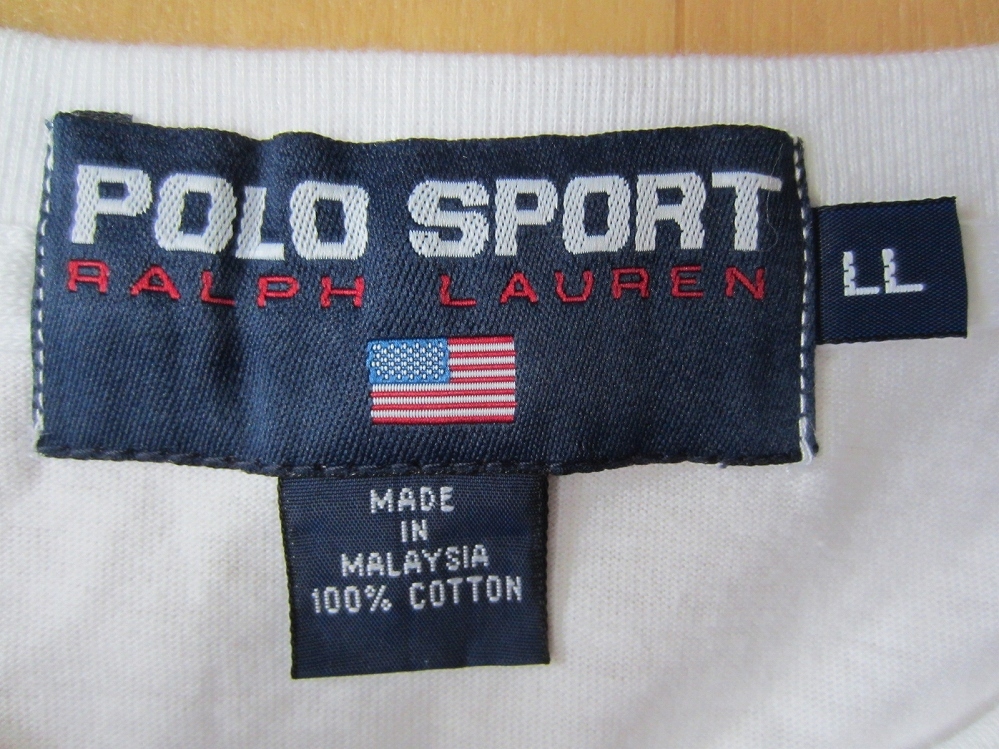 POLO SPORT
RALPH LAUREN
LL
MADE
IN
MALAYSIA
100% COTTON